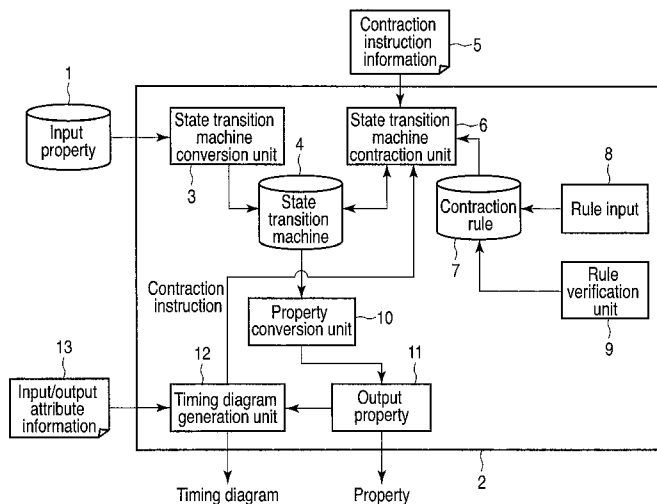 Contraction
instruction
information
5
1
Input
property
State transition
machine
conversion unit
3
State transition
machine
contraction unit
6
4
State
transition
machine
Contraction
rule
7
8
Rule input
Rule
verification
unit
9
Contraction
instruction
Property
conversion unit
10
13
Input/output
attribute
information
12
Timing diagram
generation unit
11
Output
property
2
Timing diagram
Property